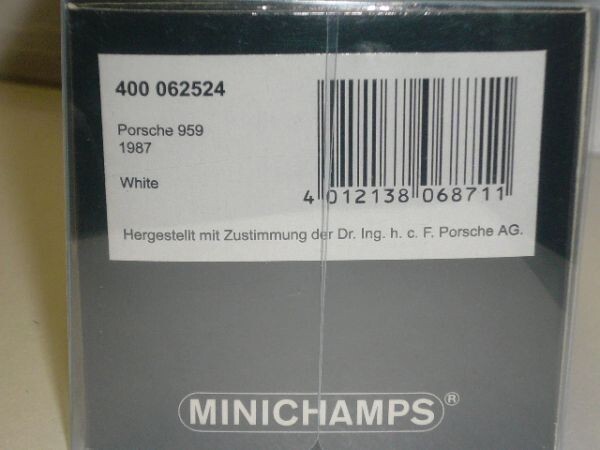 400 062524
Porsche 959
1987
White
4 012138 068711
Hergestellt mit Zustimmung der Dr. Ing. h. c. F. Porsche AG.
MINICHAMPS®